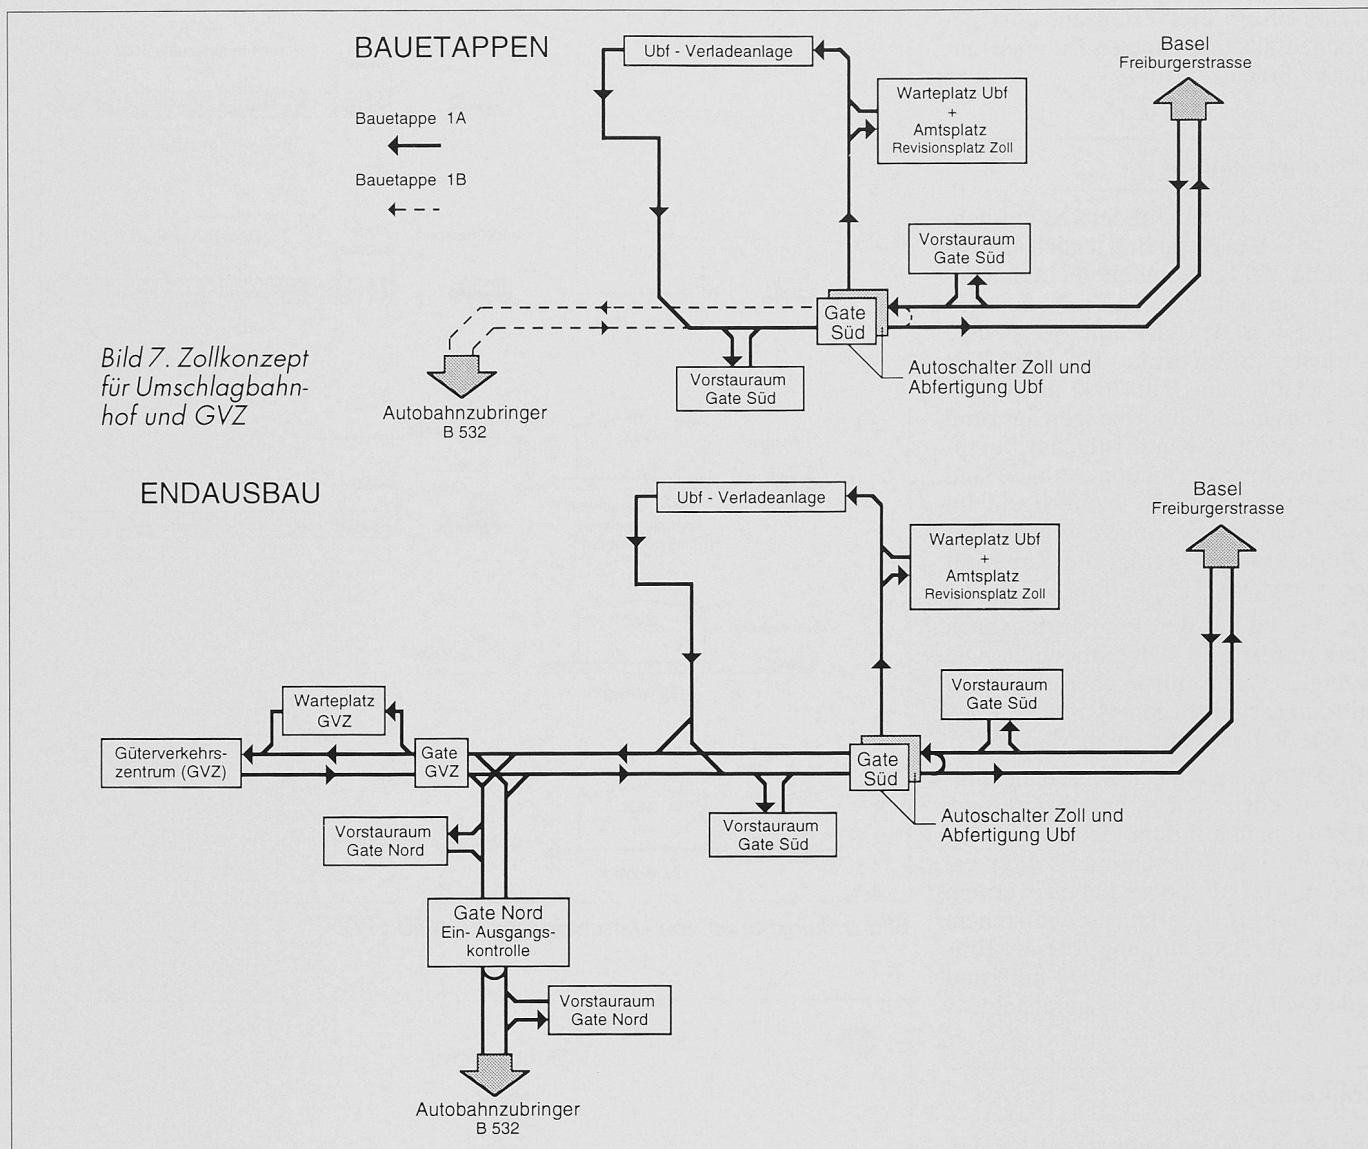 BAUETAPPEN
Bauetappe 1A
Bauetappe 1B
Ubf - Verladeanlage
Warteplatz Ubf
+
Amtsplatz
Revisionsplatz Zoll
Basel
Freiburgerstrasse
Vorstauraum
Gate Süd
Gate
Süd
Vorstauraum
Gate Süd
Autoschalter Zoll und
Abfertigung Ubf
Autobahnzubringer
B 532
Bild 7. Zollkonzept
für Umschlagbahn-
hof und GVZ
ENDAUSBAU
Ubf - Verladeanlage
Warteplatz Ubf
+
Amtsplatz
Revisionsplatz Zoll
Basel
Freiburgerstrasse
Vorstauraum
Gate Süd
Warteplatz
GVZ
Güterverkehrs-
zentrum (GVZ)
Gate
GVZ
Gate
Süd
Vorstauraum
Gate Süd
Autoschalter Zoll und
Abfertigung Ubf
Vorstauraum
Gate Nord
Gate Nord
Ein- Ausgangs-
kontrolle
Vorstauraum
Gate Nord
Autobahnzubringer
B 532